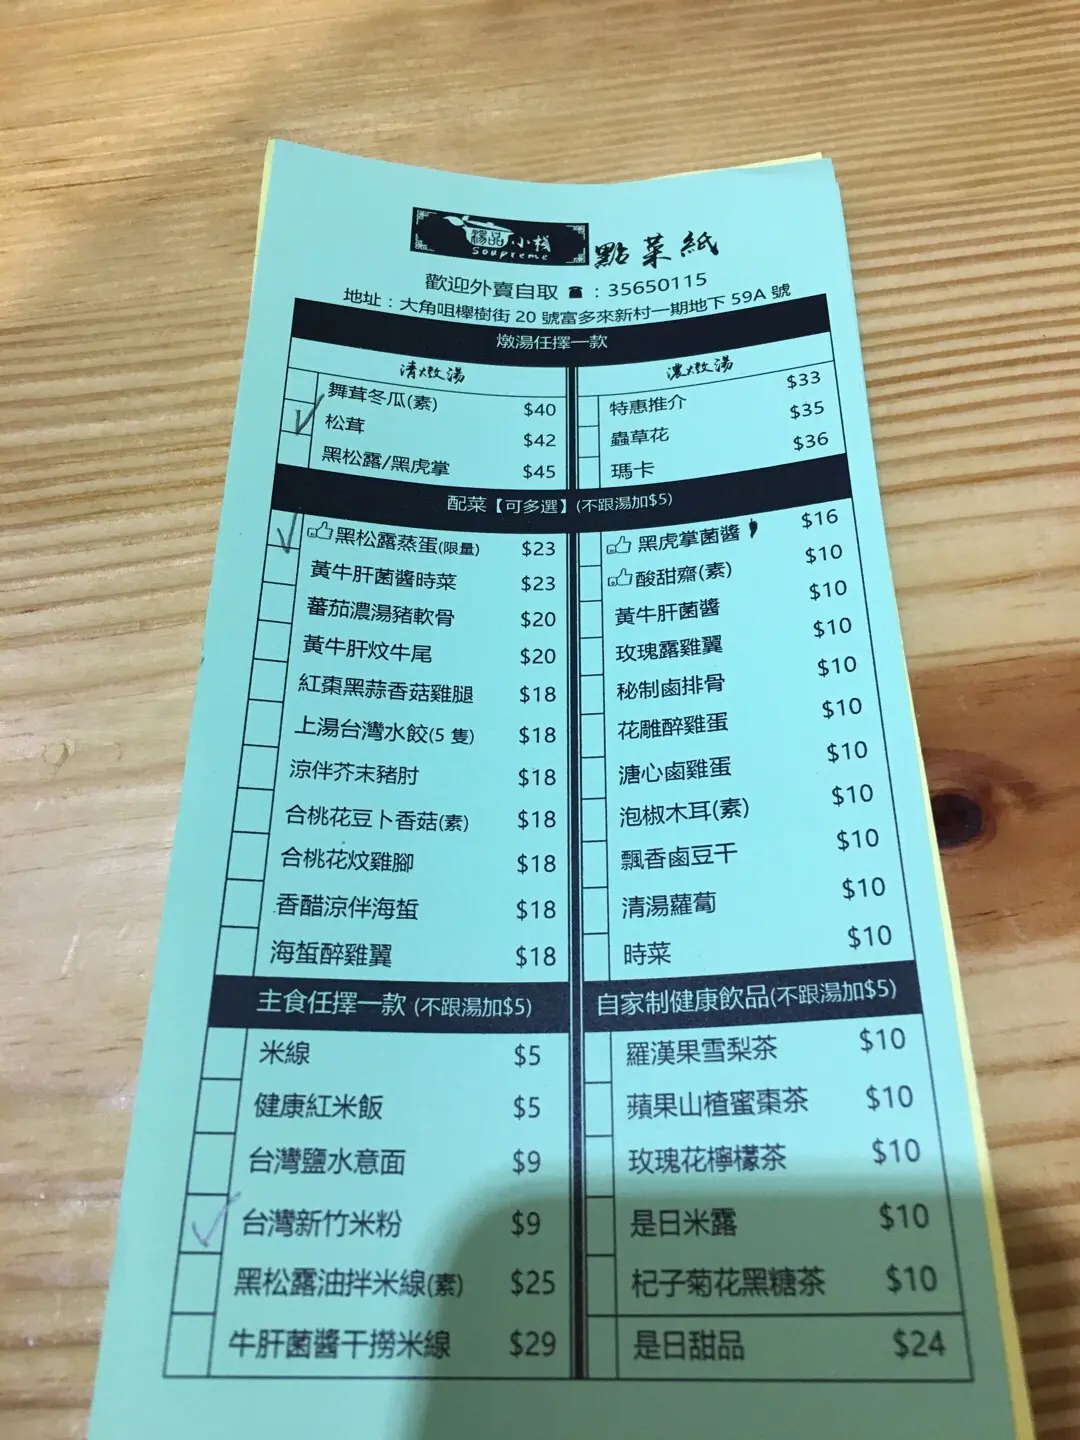 湯品小棧 點菜紙
Soupreme
歡迎外賣自取 ☎ : 35650115
地址：大角咀櫸樹街 20 號富多來新村一期地下 59A 號
燉湯任擇一款
清燉湯 濃燉湯
舞茸冬瓜(素) $40 特惠推介 $33
松茸 $42 蟲草花 $35
黑松露/黑虎掌 $45 瑪卡 $36
配菜【可多選】(不跟湯加$5)
黑松露蒸蛋(限量) $23 黑虎掌菌醬 $16
黃牛肝菌醬時菜 $23 酸甜齋(素) $10
蕃茄濃湯豬軟骨 $20 黃牛肝菌醬 $10
黃牛肝炆牛尾 $20 玫瑰露雞翼 $10
紅棗黑蒜香菇雞腿 $18 秘制鹵排骨 $10
上湯台灣水餃(5 隻) $18 花雕醉雞蛋 $10
涼伴芥末豬肘 $18 溏心鹵雞蛋 $10
合桃花豆卜香菇(素) $18 泡椒木耳(素) $10
合桃花炆雞腳 $18 飄香鹵豆干 $10
香醋涼伴海蜇 $18 清湯蘿蔔 $10
海蜇醉雞翼 $18 時菜 $10
主食任擇一款 (不跟湯加$5) 自家制健康飲品(不跟湯加$5)
米線 $5 羅漢果雪梨茶 $10
健康紅米飯 $5 蘋果山楂蜜棗茶 $10
台灣鹽水意面 $9 玫瑰花檸檬茶 $10
台灣新竹米粉 $9 是日米露 $10
黑松露油拌米線(素) $25 杞子菊花黑糖茶 $10
牛肝菌醬干撈米線 $29 是日甜品 $24